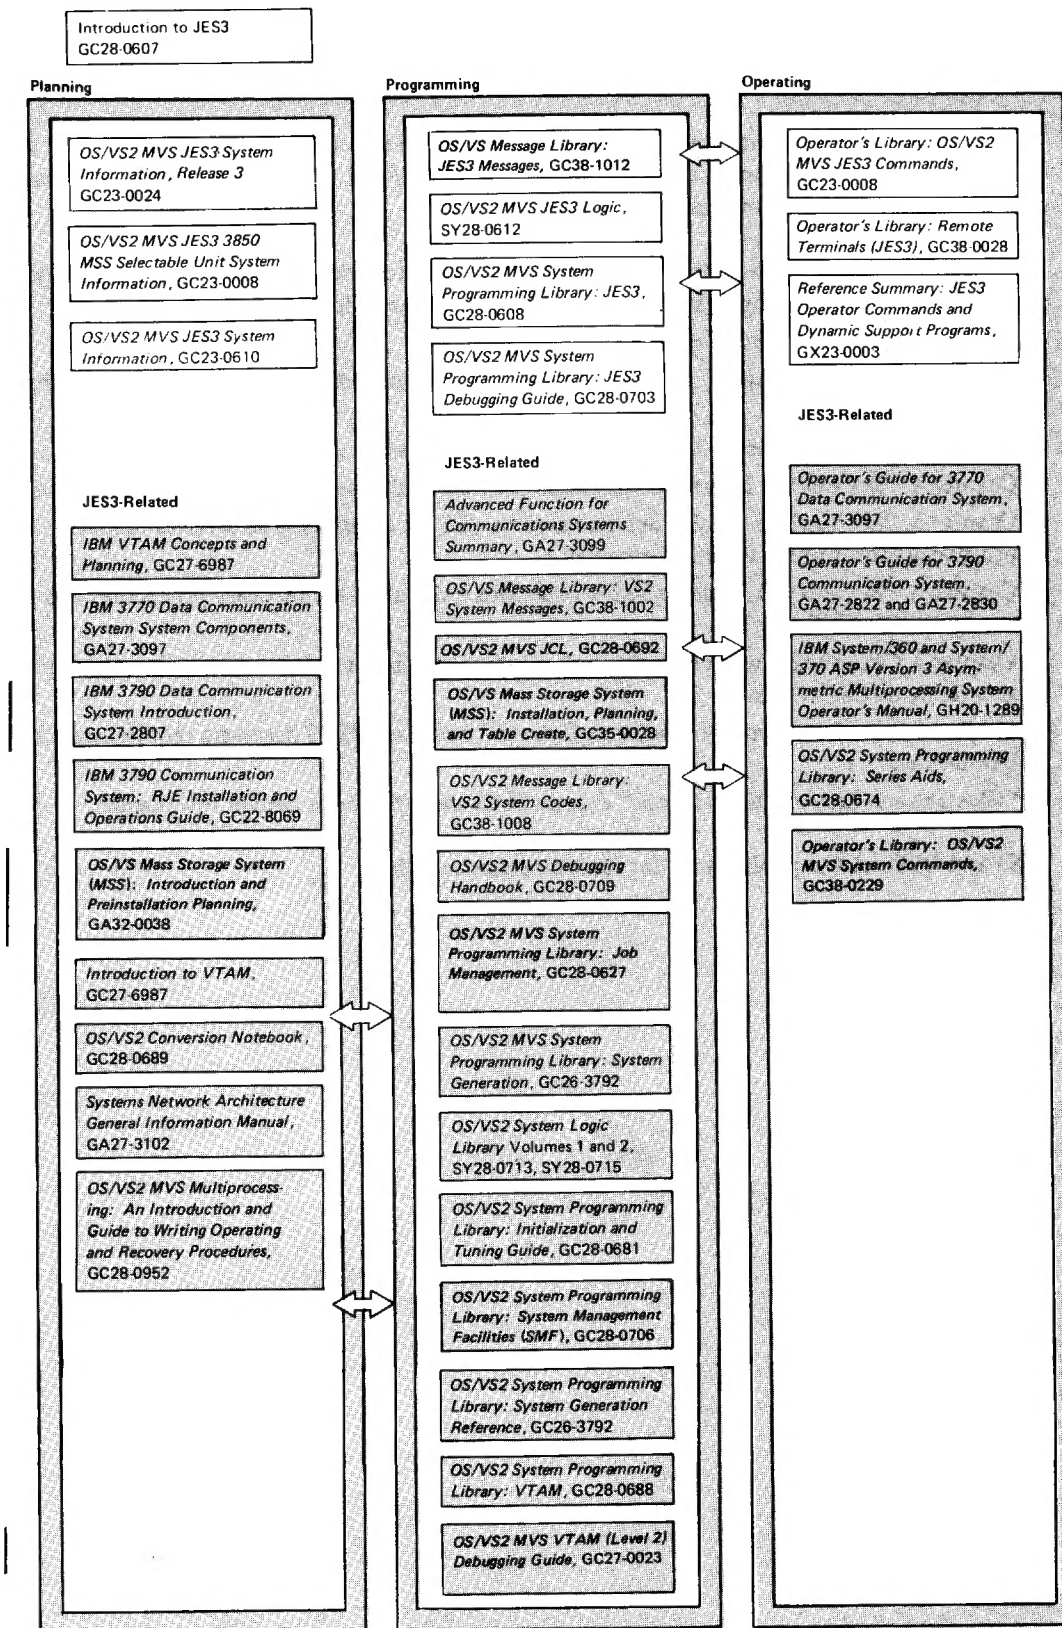 Introduction to JES3
GC28-0607
Planning
OS/VS2 MVS JES3 System
Information, Release 3
GC23-0024
OS/VS2 MVS JES3 3850
MSS Selectable Unit System
Information, GC23-0008
OS/VS2 MVS JES3 System
Information, GC23-0610
JES3-Related
IBM VTAM Concepts and
Planning, GC27-6987
IBM 3770 Data Communication
System System Components,
GA27-3097
IBM 3790 Data Communication
System Introduction,
GC27-2807
IBM 3790 Communication
System: RJE Installation and
Operations Guide, GC22-8069
OS/VS Mass Storage System
(MSS): Introduction and
Preinstallation Planning,
GA32-0038
Introduction to VTAM,
GC27-6987
OS/VS2 Conversion Notebook,
GC28-0689
Systems Network Architecture
General Information Manual,
GA27-3102
OS/VS2 MVS Multiprocess-
ing: An Introduction and
Guide to Writing Operating
and Recovery Procedures,
GC28-0952
Programming
OS/VS Message Library:
JES3 Messages, GC38-1012
OS/VS2 MVS JES3 Logic,
SY28-0612
OS/VS2 MVS System
Programming Library: JES3,
GC28-0608
OS/VS2 MVS System
Programming Library: JES3
Debugging Guide, GC28-0703
JES3-Related
Advanced Function for
Communications Systems
Summary, GA27-3099
OS/VS Message Library: VS2
System Messages, GC38-1002
OS/VS2 MVS JCL, GC28-0692
OS/VS Mass Storage System
(MSS): Installation, Planning,
and Table Create, GC35-0028
OS/VS2 Message Library:
VS2 System Codes,
GC38-1008
OS/VS2 MVS Debugging
Handbook, GC28-0709
OS/VS2 MVS System
Programming Library: Job
Management, GC28-0627
OS/VS2 MVS System
Programming Library: System
Generation, GC26-3792
OS/VS2 System Logic
Library Volumes 1 and 2,
SY28-0713, SY28-0715
OS/VS2 System Programming
Library: Initialization and
Tuning Guide, GC28-0681
OS/VS2 System Programming
Library: System Management
Facilities (SMF), GC28-0706
OS/VS2 System Programming
Library: System Generation
Reference, GC26-3792
OS/VS2 System Programming
Library: VTAM, GC28-0688
OS/VS2 MVS VTAM (Level 2)
Debugging Guide, GC27-0023
Operating
Operator's Library: OS/VS2
MVS JES3 Commands,
GC23-0008
Operator's Library: Remote
Terminals (JES3), GC38-0028
Reference Summary: JES3
Operator Commands and
Dynamic Support Programs,
GX23-0003
JES3-Related
Operator's Guide for 3770
Data Communication System,
GA27-3097
Operator's Guide for 3790
Communication System,
GA27-2822 and GA27-2830
IBM System/360 and System/
370 ASP Version 3 Asym-
metric Multiprocessing System
Operator's Manual, GH20-1289
OS/VS2 System Programming
Library: Series Aids,
GC28-0674
Operator's Library: OS/VS2
MVS System Commands,
GC38-0229